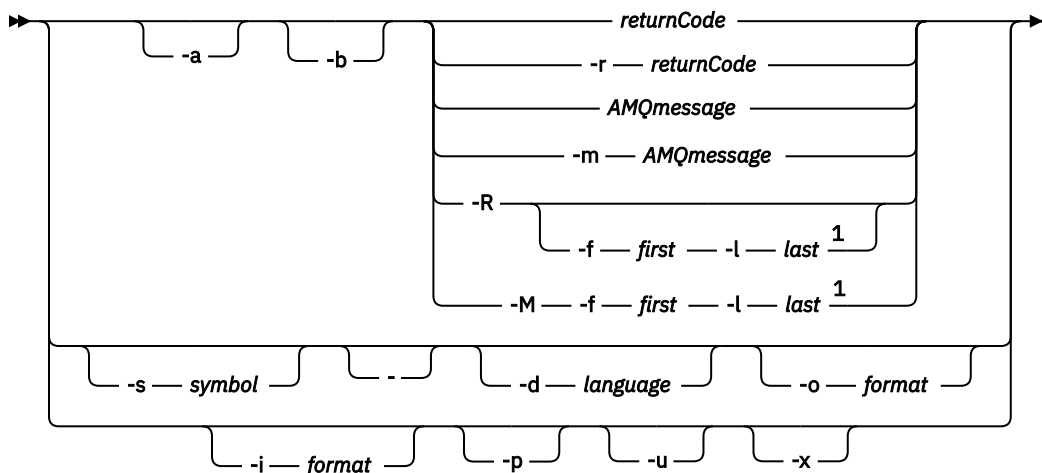 returnCode
-a -b
-r returnCode
AMQmessage
-m AMQmessage
-R
-f first -l last 1
-M -f first -l last 1
-s symbol - -d language -o format
-i format -p -u -x